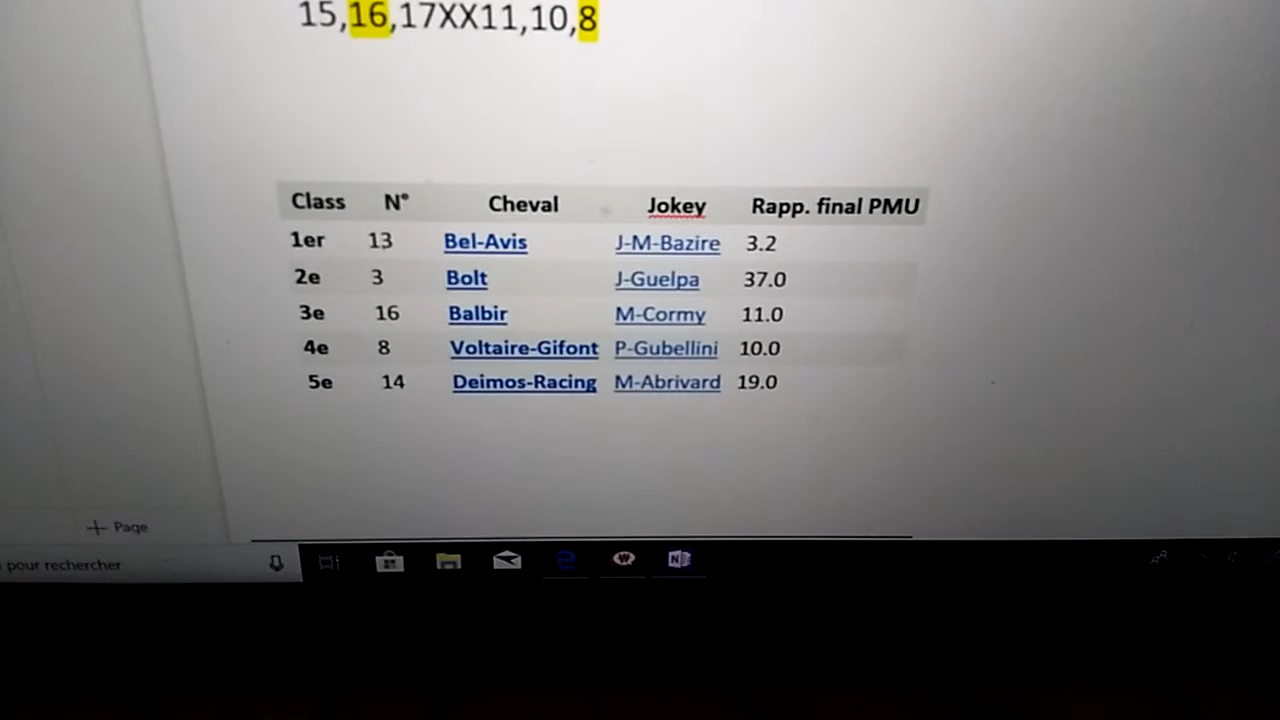 15,16,17XX11,10,8
Class N° Cheval Jokey Rapp. final PMU
1er 13 Bel-Avis J-M-Bazire 3.2
2e 3 Bolt J-Guelpa 37.0
3e 16 Balbir M-Cormy 11.0
4e 8 Voltaire-Gifont P-Gubellini 10.0
5e 14 Deimos-Racing M-Abrivard 19.0
+ Page
pour rechercher